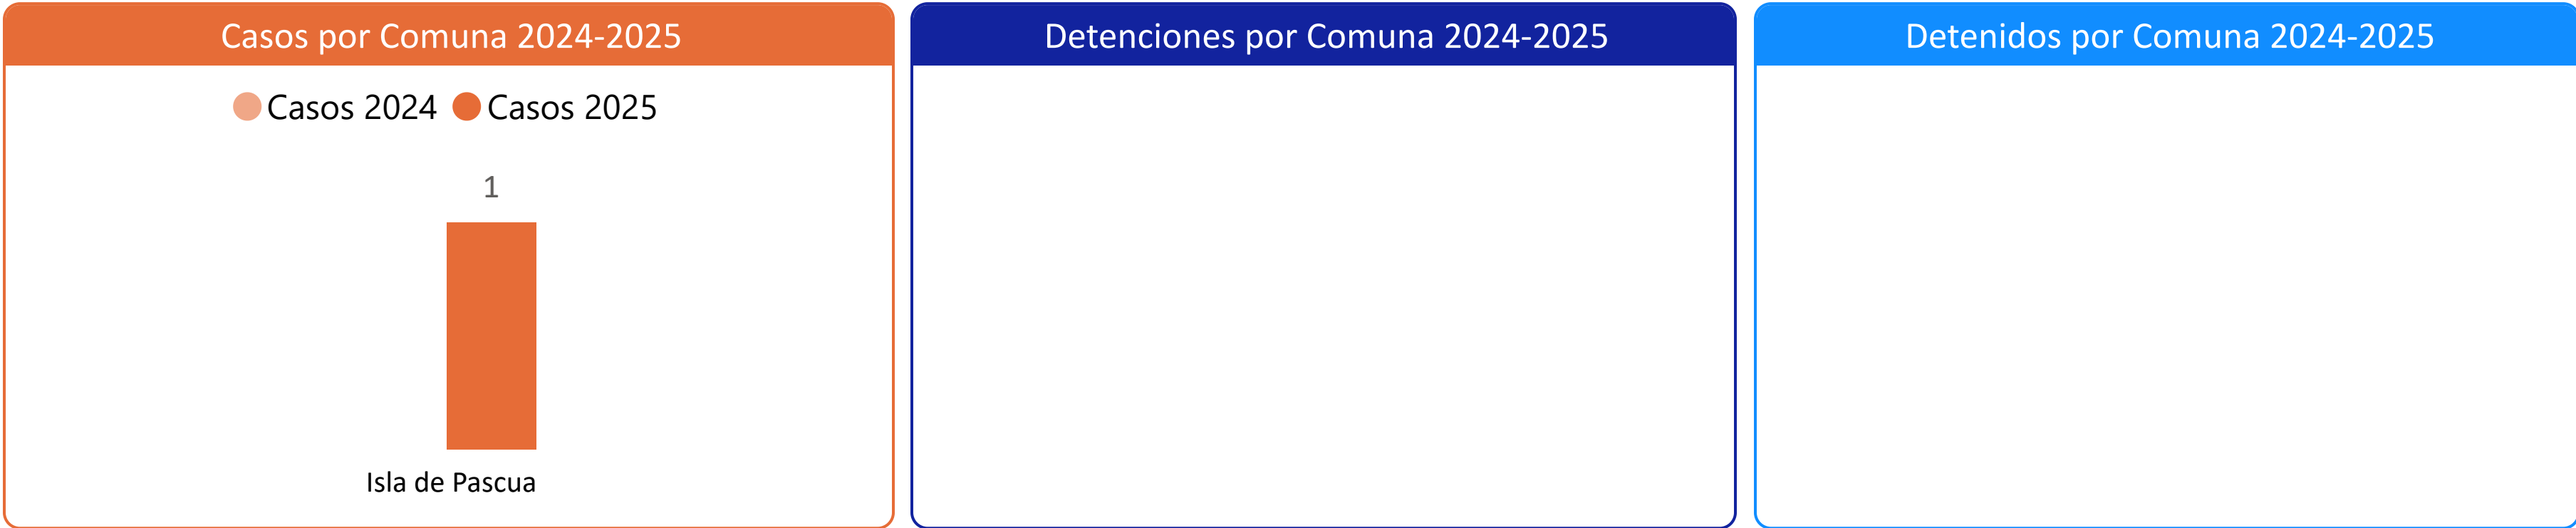 Casos por Comuna 2024-2025
Casos 2024 Casos 2025
1
Isla de Pascua
Detenciones por Comuna 2024-2025
Detenidos por Comuna 2024-2025